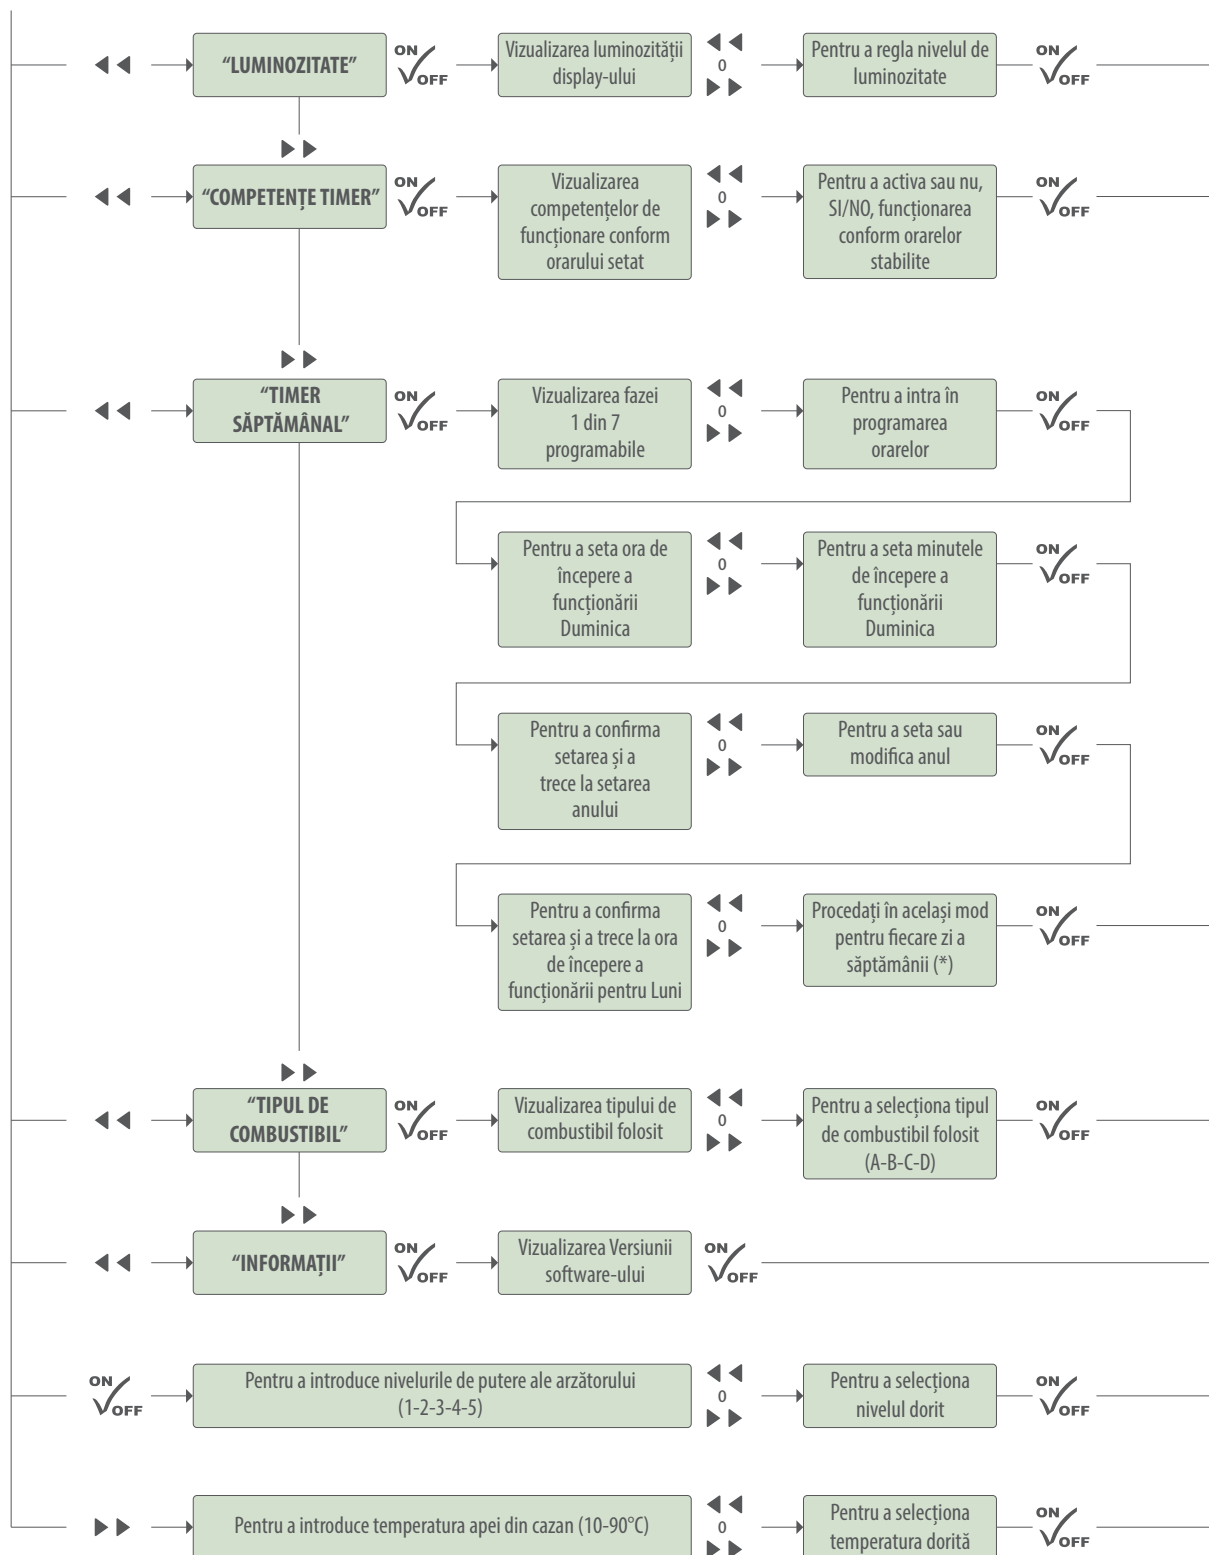 “LUMINOZITATE”
ON
OFF
Vizualizarea luminozității
display-ului
0
Pentru a regla nivelul de
luminozitate
ON
OFF
“COMPETENȚE TIMER”
ON
OFF
Vizualizarea
competențelor de
funcționare conform
orarului setat
0
Pentru a activa sau nu,
SI/NO, funcționarea
conform orarelor
stabilite
ON
OFF
“TIMER
SĂPTĂMÂNAL”
ON
OFF
Vizualizarea fazei
1 din 7
programabile
0
Pentru a intra în
programarea
orarelor
ON
OFF
Pentru a seta ora de
începere a
funcționării
Duminica
0
Pentru a seta minutele
de începere a
funcționării
Duminica
ON
OFF
Pentru a confirma
setarea și a
trece la setarea
anului
0
Pentru a seta sau
modifica anul
ON
OFF
Pentru a confirma
setarea și a trece la ora
de începere a
funcționării pentru Luni
0
Procedați în același mod
pentru fiecare zi a
săptămânii (*)
ON
OFF
“TIPUL DE
COMBUSTIBIL”
ON
OFF
Vizualizarea tipului de
combustibil folosit
0
Pentru a selecționa tipul
de combustibil folosit
(A-B-C-D)
ON
OFF
“INFORMAȚII”
ON
OFF
Vizualizarea Versiunii
software-ului
ON
OFF
ON
OFF
Pentru a introduce nivelurile de putere ale arzătorului
(1-2-3-4-5)
0
Pentru a selecționa
nivelul dorit
ON
OFF
Pentru a introduce temperatura apei din cazan (10-90°C)
0
Pentru a selecționa
temperatura dorită
ON
OFF